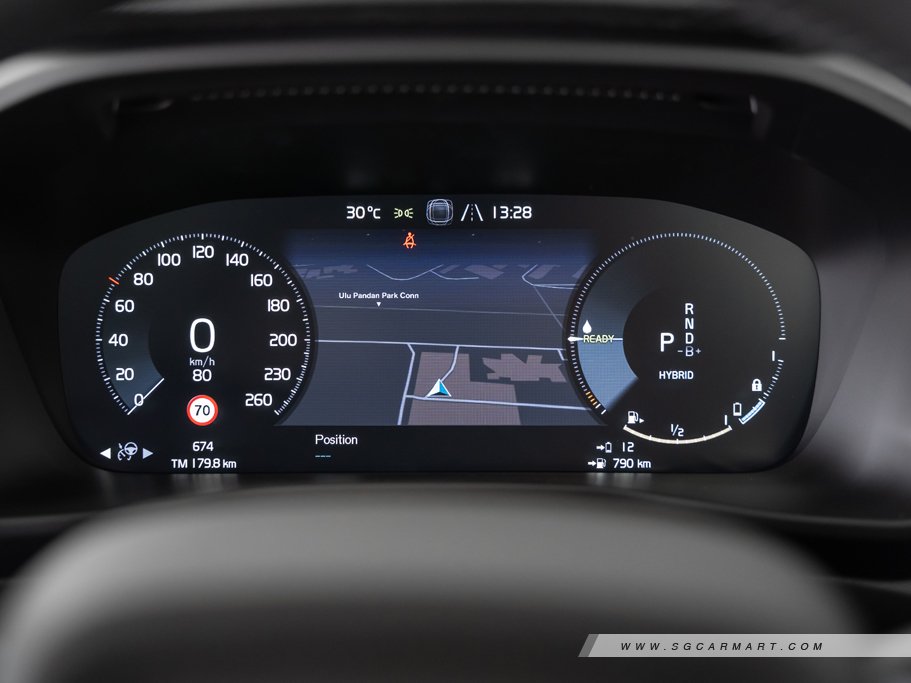 30°C 13:28
0
20
40
60
80
100
120
140
160
180
200
230
260
0
km/h
80
70
674
TM 179.8 km
Ulu Pandan Park Conn
Position
---
READY
R
N
D
P -B+
HYBRID
1
1/2
1
12
790 km
WWW.SGCARMART.COM